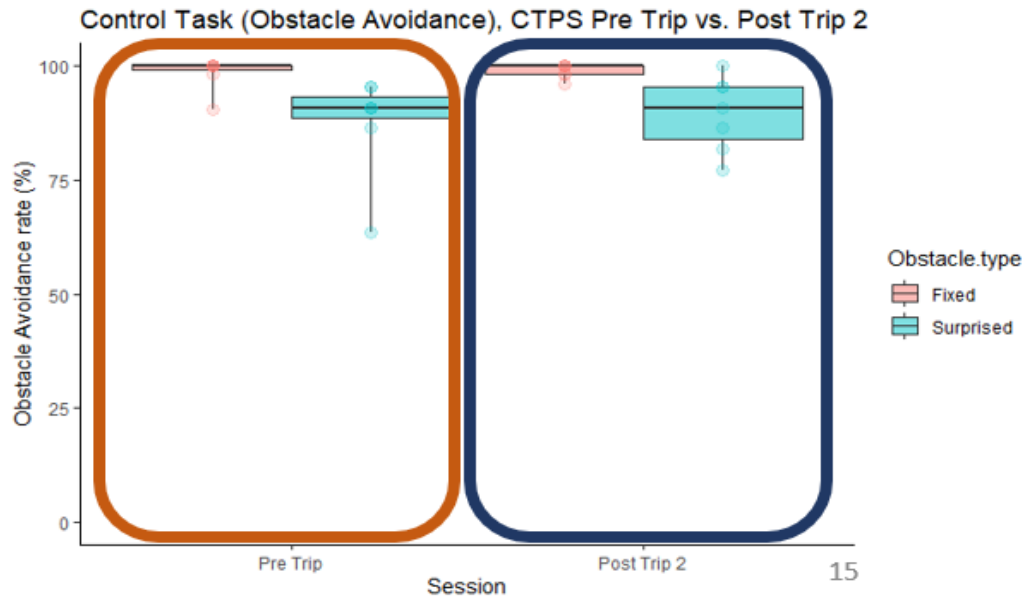 Control Task (Obstacle Avoidance), CTPS Pre Trip vs. Post Trip 2
Obstacle Avoidance rate (%)
100
75
50
25
0
Pre Trip
Post Trip 2
Session
15
Obstacle.type
Fixed
Surprised